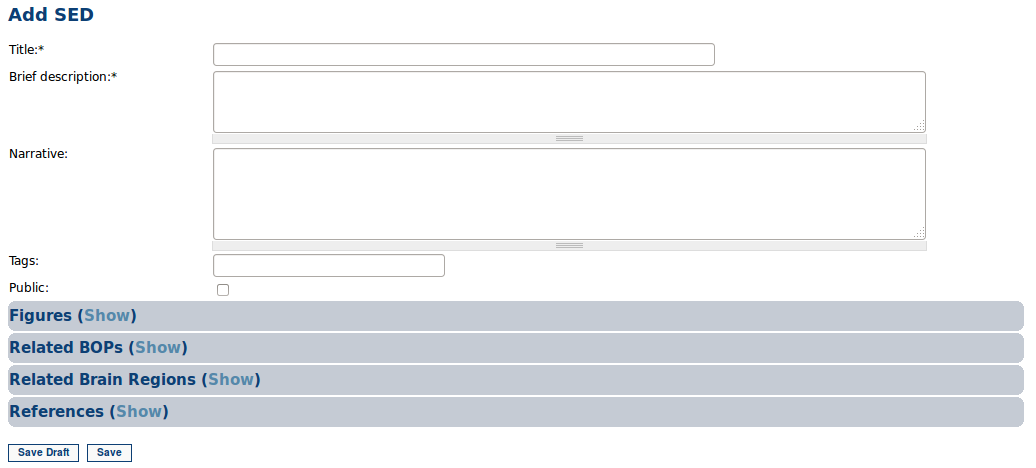 Add SED
Title:*
Brief description:*
Narrative:
Tags:
Public:
Figures (Show)
Related BOPs (Show)
Related Brain Regions (Show)
References (Show)
Save Draft Save